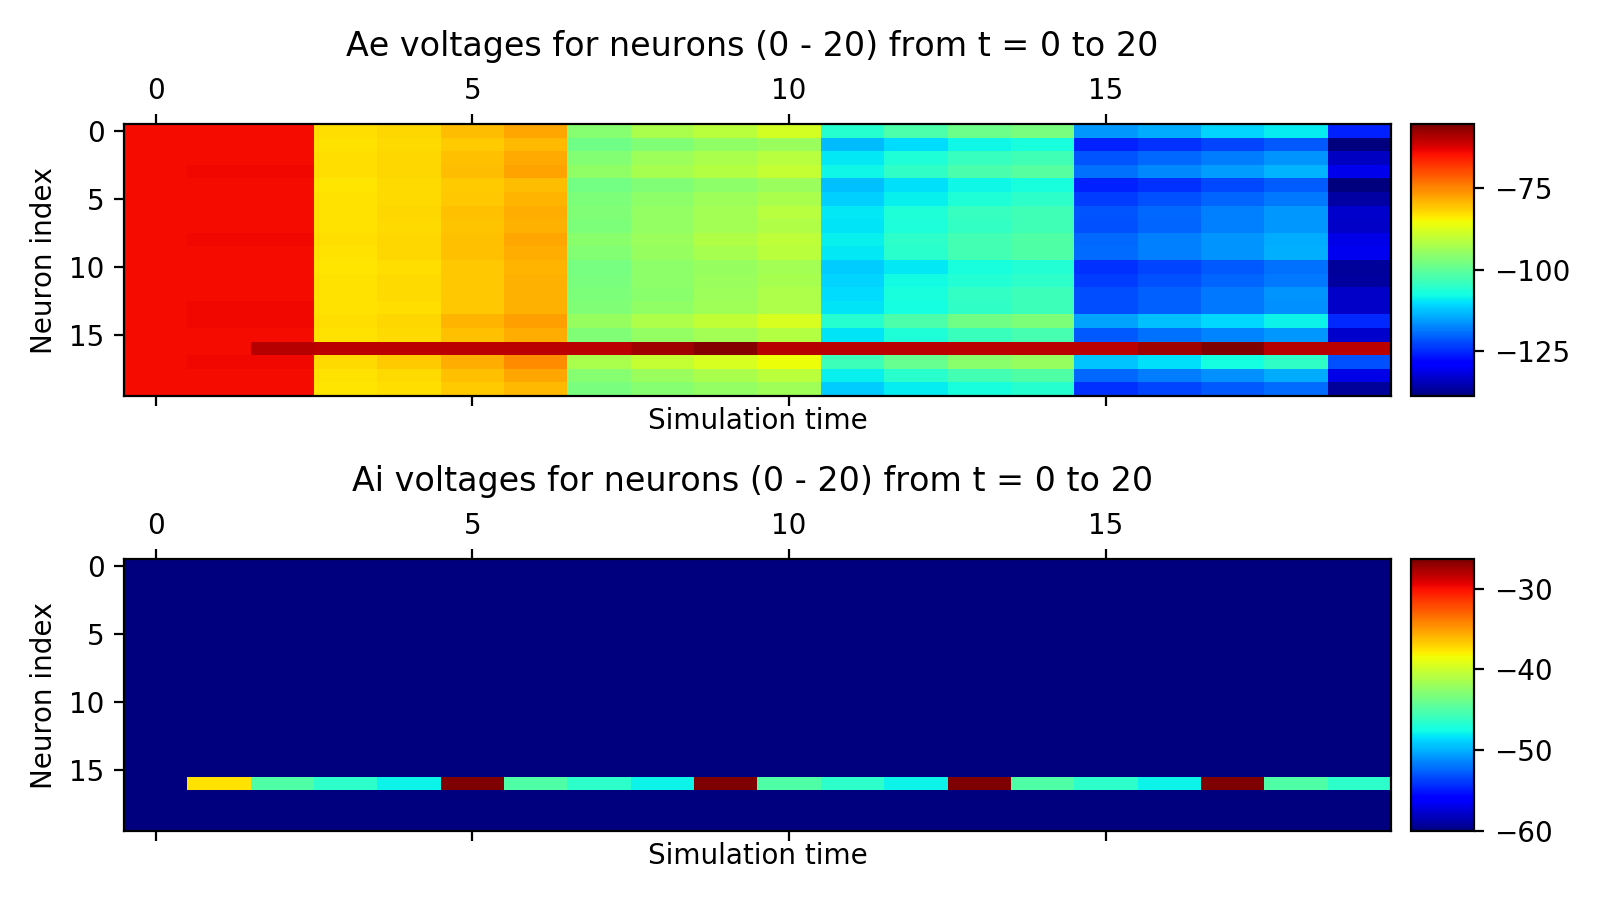 Ae voltages for neurons (0 - 20) from t = 0 to 20
0 5 10 15
Neuron index
0
5
10
15
−75
−100
−125
Simulation time
Ai voltages for neurons (0 - 20) from t = 0 to 20
0 5 10 15
Neuron index
0
5
10
15
−30
−40
−50
−60
Simulation time